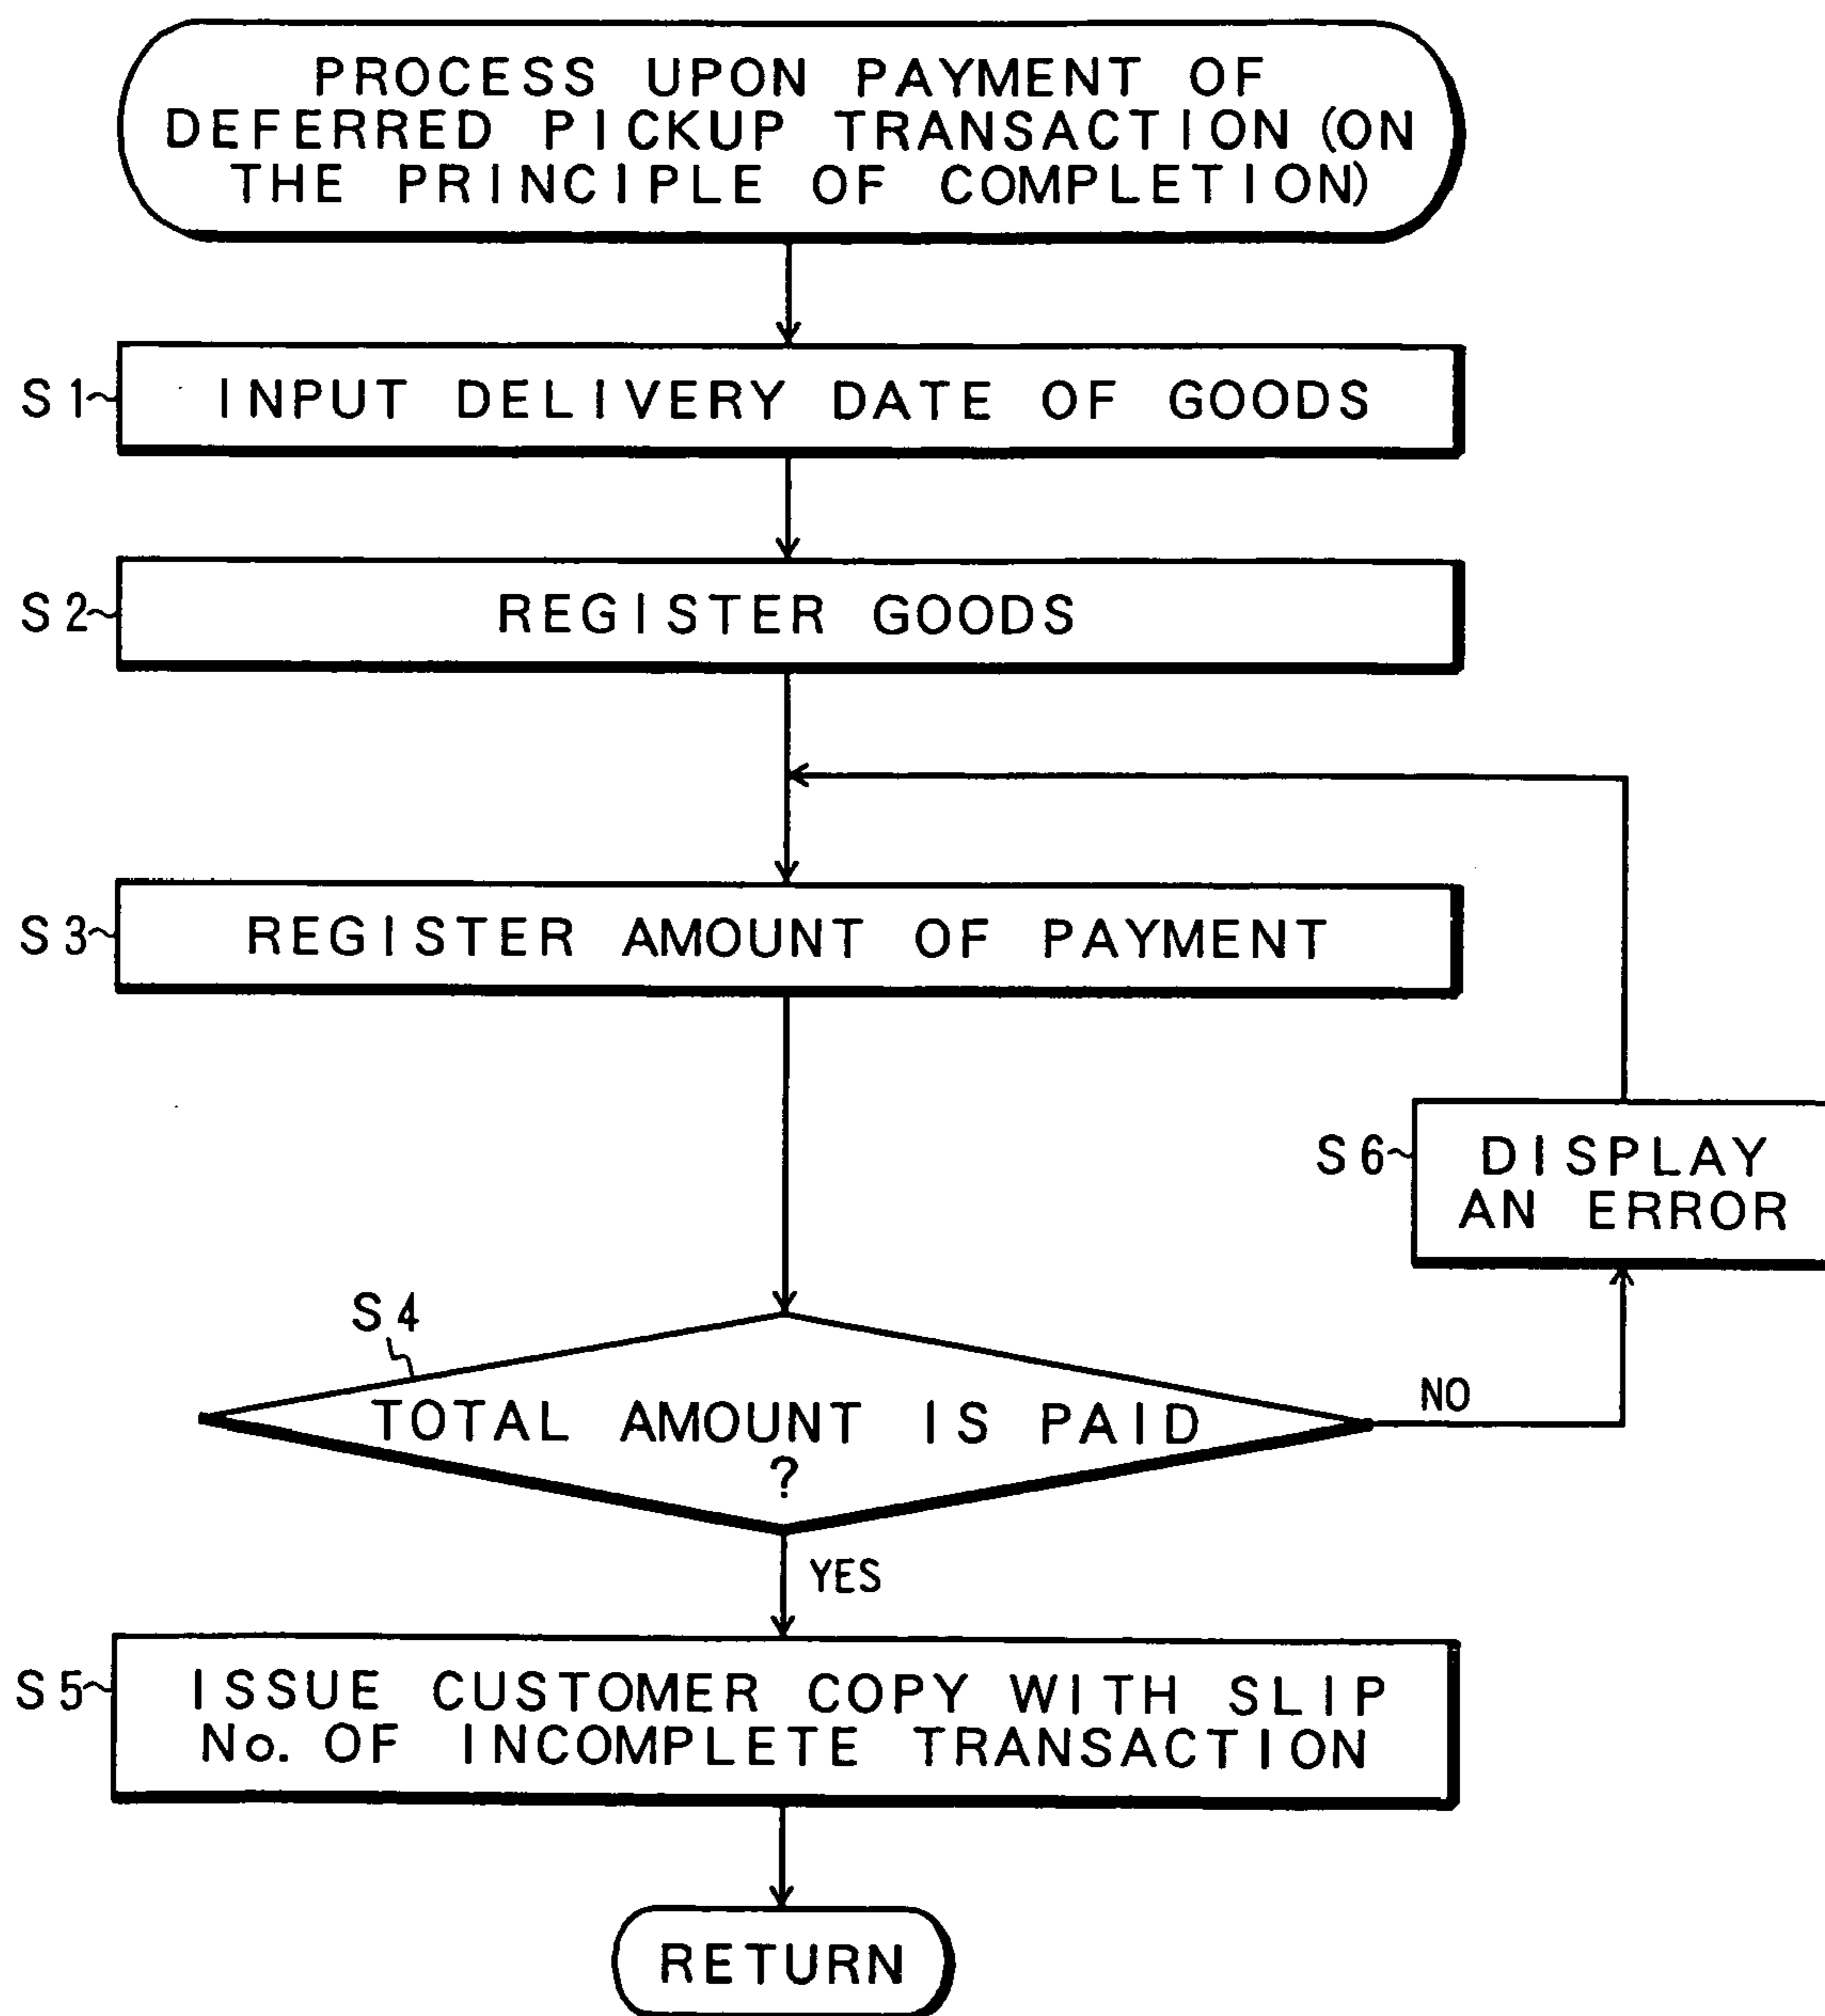 PROCESS UPON PAYMENT OF
DEFERRED PICKUP TRANSACTION (ON
THE PRINCIPLE OF COMPLETION)
S1
INPUT DELIVERY DATE OF GOODS
S2
REGISTER GOODS
S3
REGISTER AMOUNT OF PAYMENT
S6
DISPLAY
AN ERROR
S4
TOTAL AMOUNT IS PAID
?
NO
YES
S5
ISSUE CUSTOMER COPY WITH SLIP
No. OF INCOMPLETE TRANSACTION
RETURN